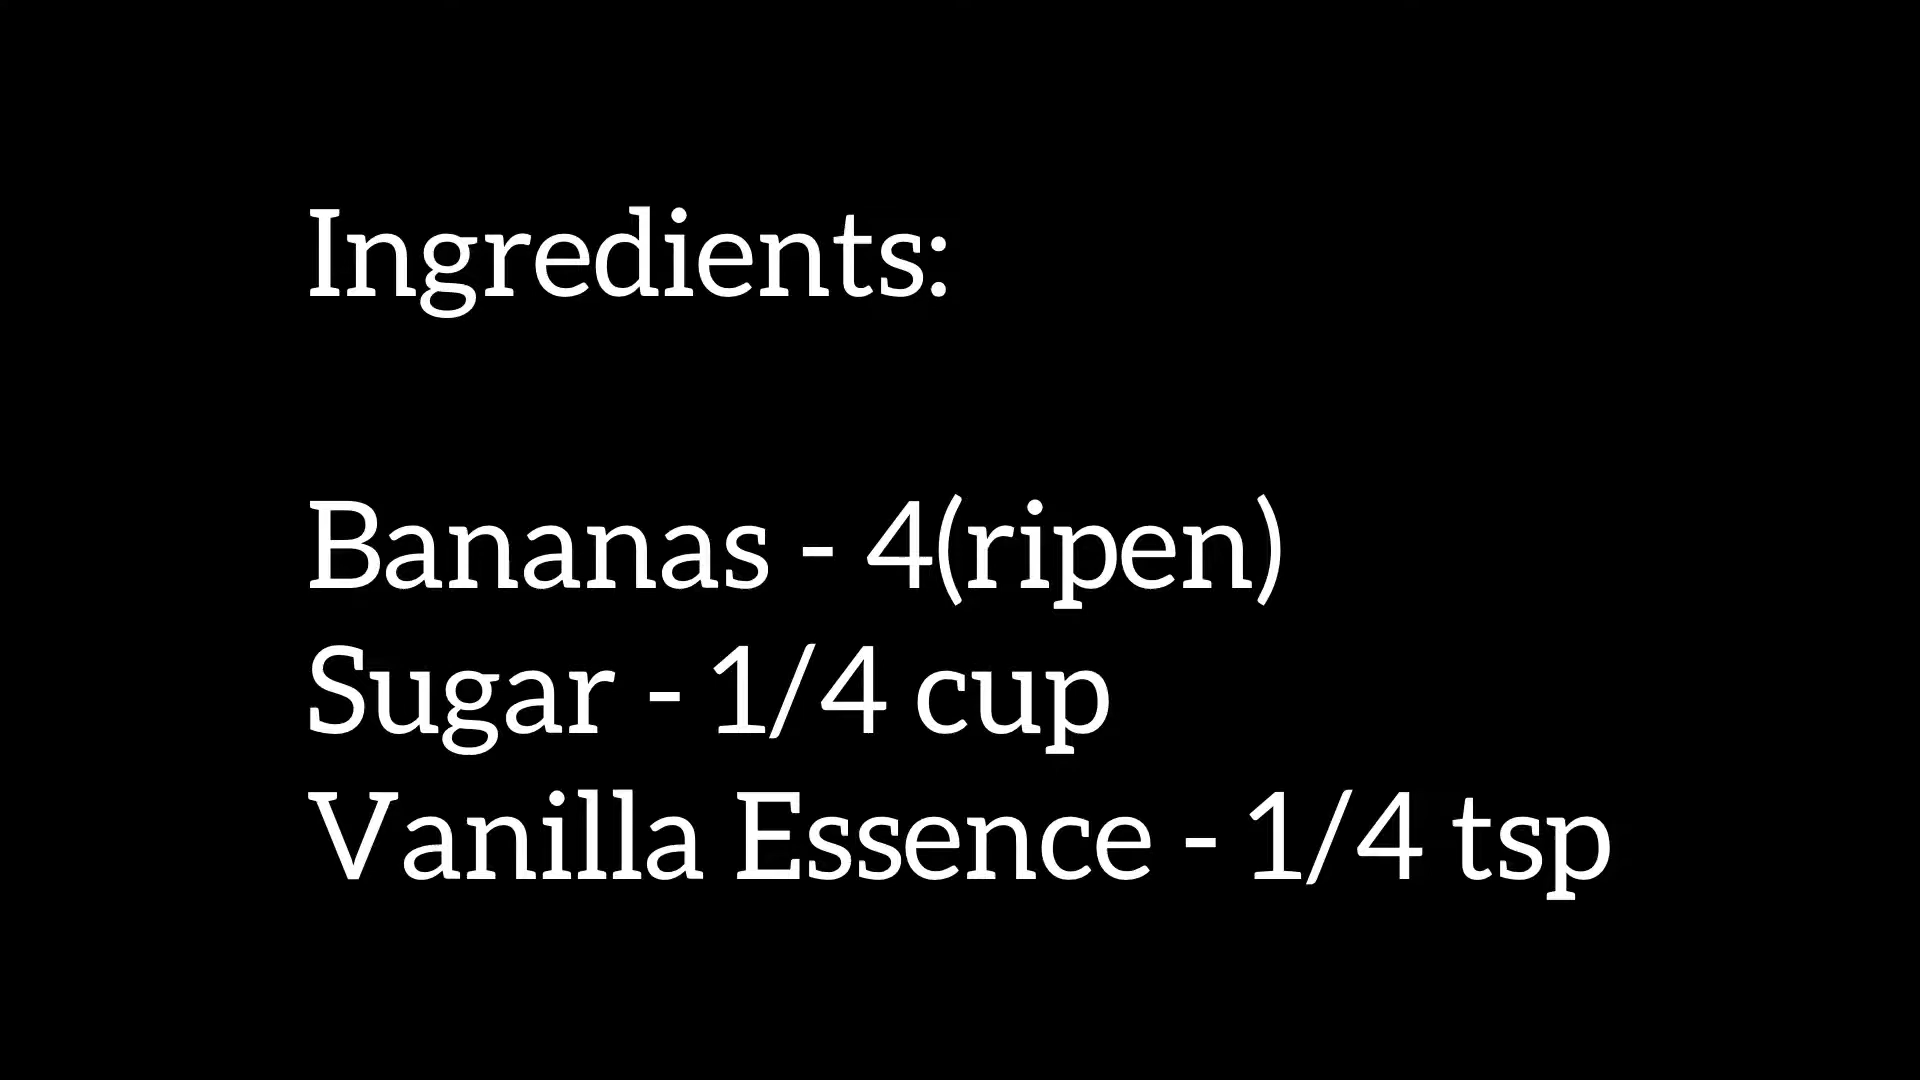 Ingredients:
Bananas - 4(ripen)
Sugar - 1/4 cup
Vanilla Essence - 1/4 tsp